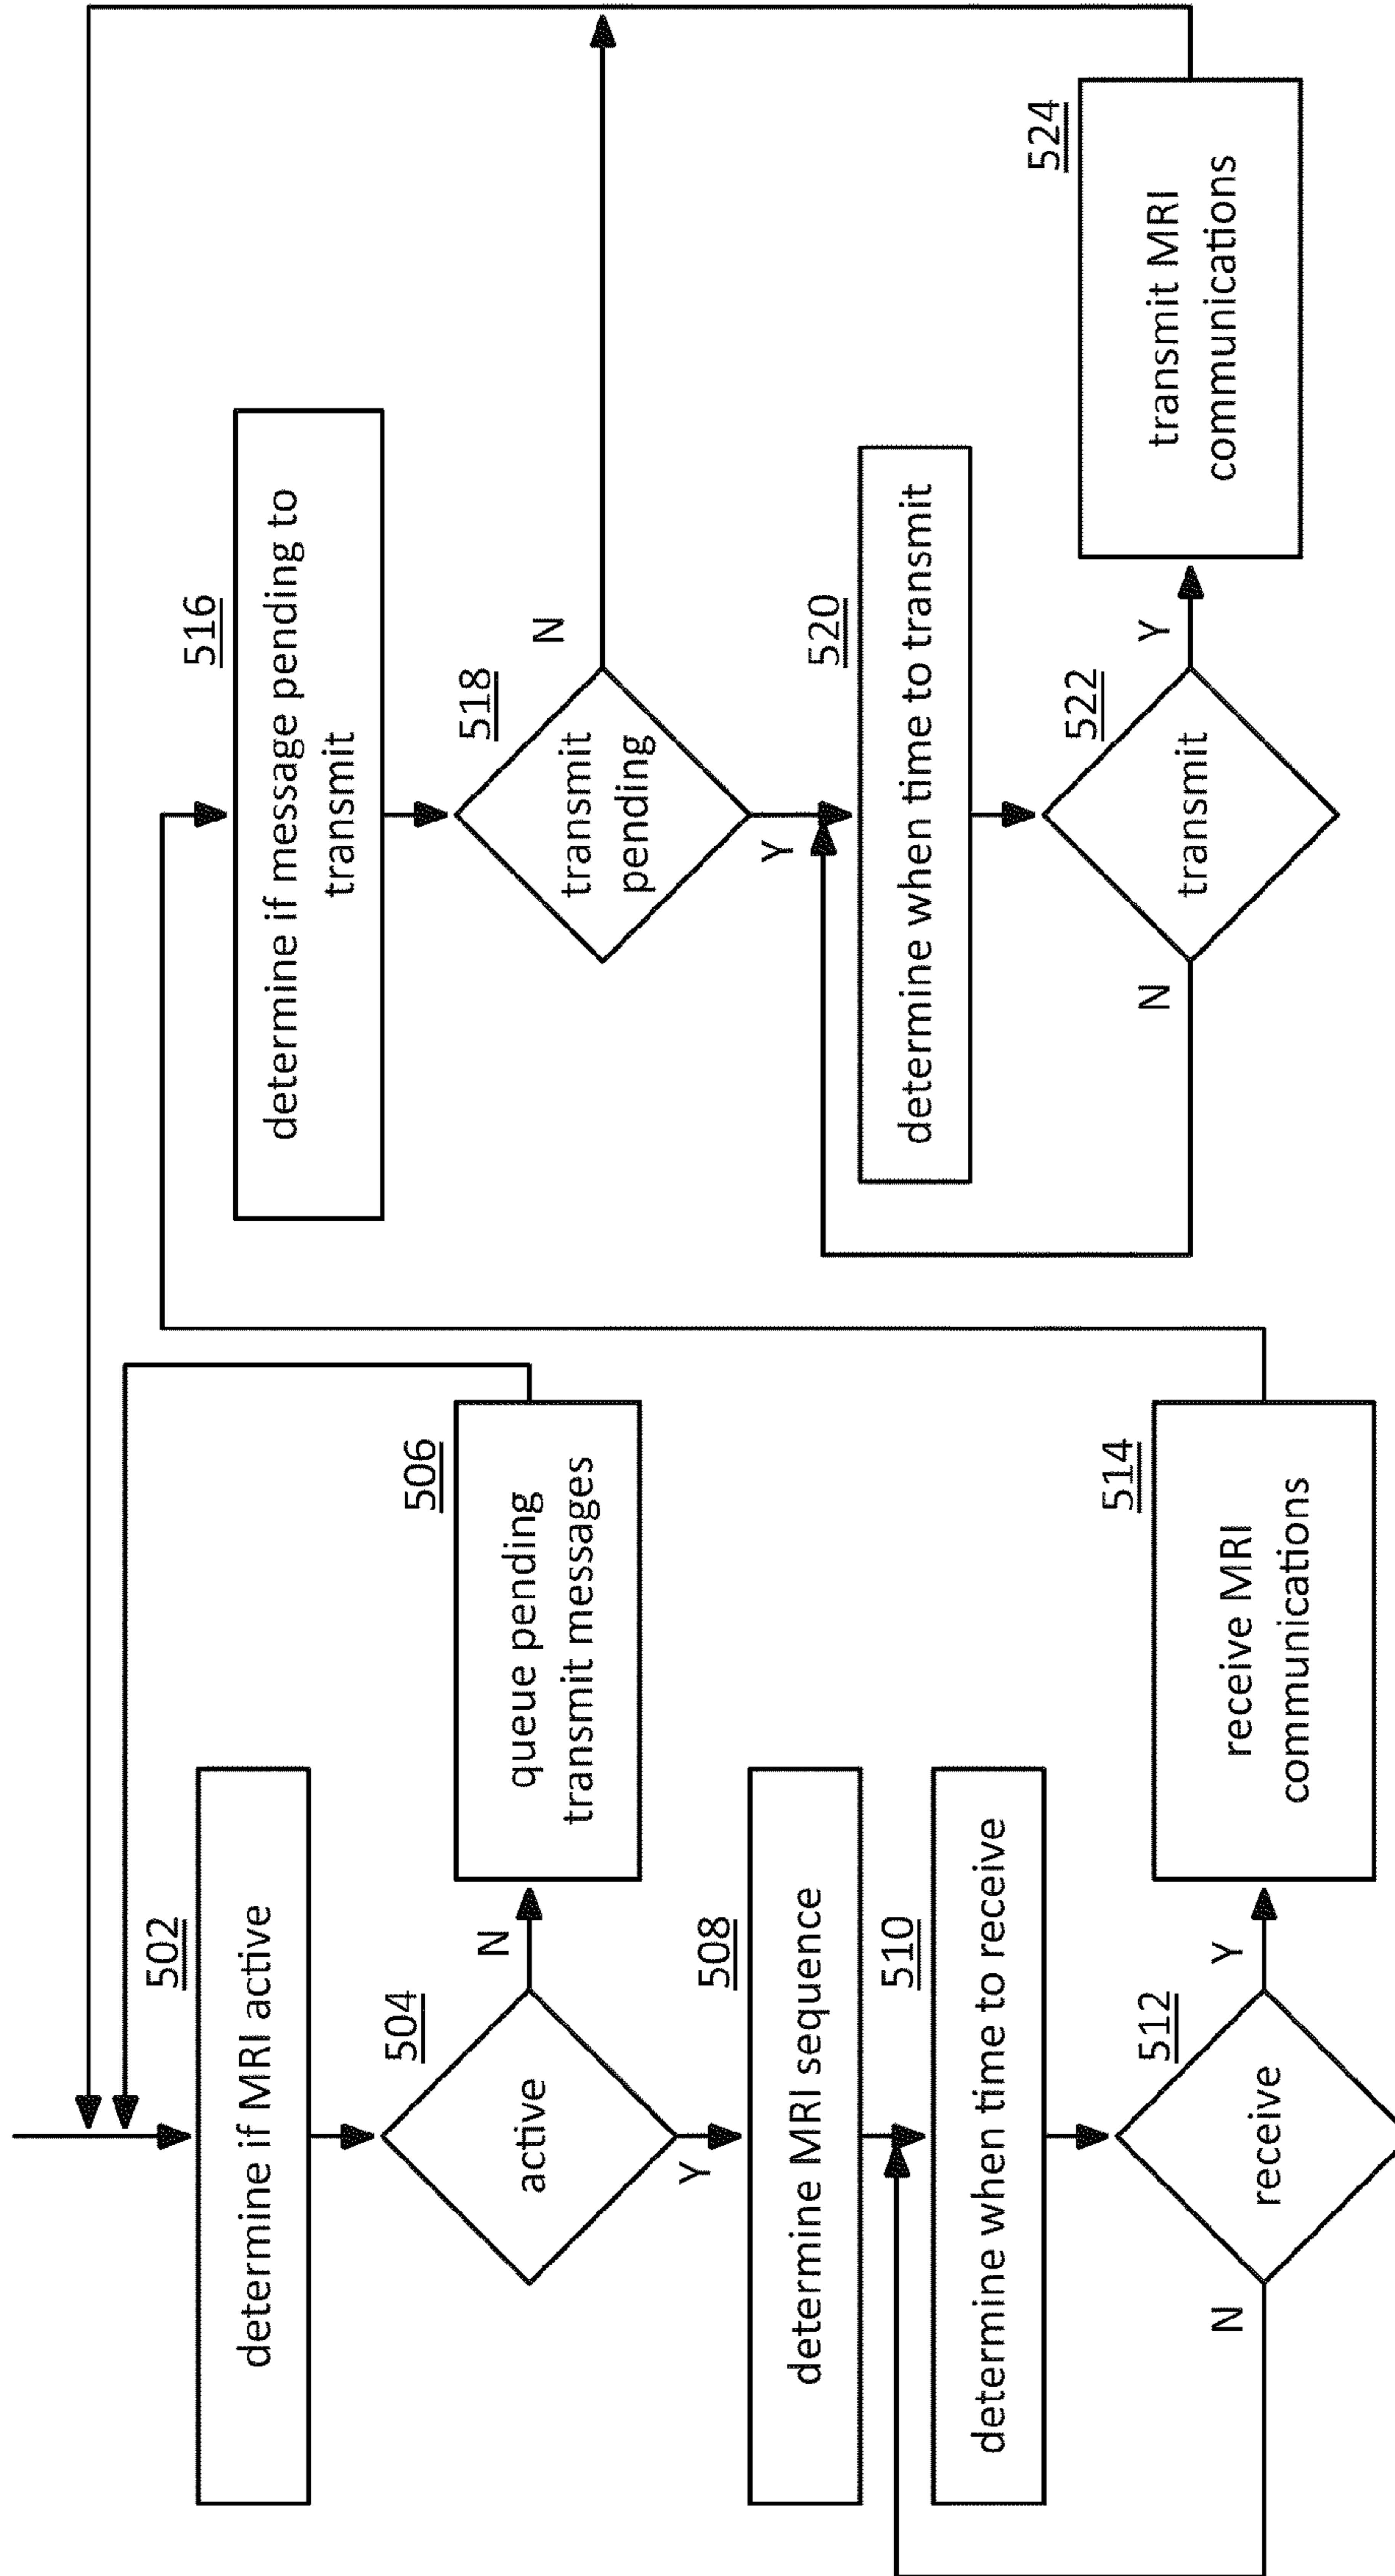 502
determine if MRI active
504
active
N
Y
506
queue pending
transmit messages
508
determine MRI sequence
510
determine when time to receive
512
receive
N
Y
514
receive MRI
communications
516
determine if message pending to
transmit
518
transmit
pending
N
Y
520
determine when time to transmit
522
transmit
N
Y
524
transmit MRI
communications